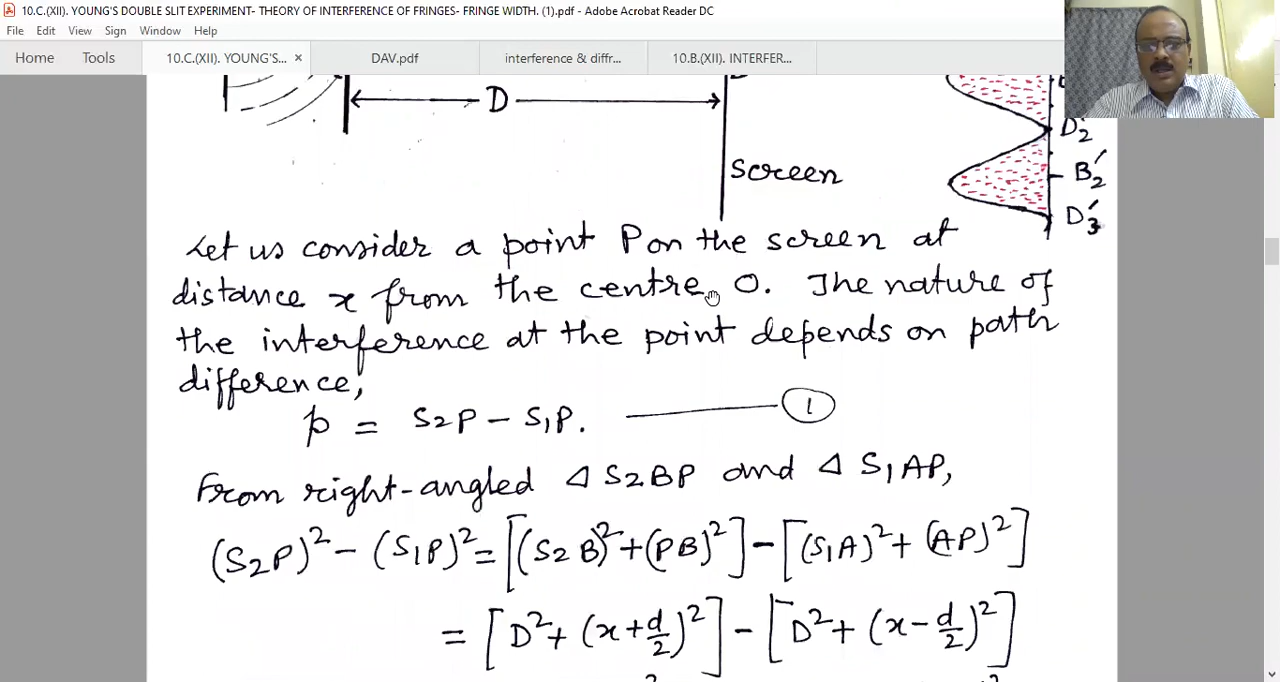 10.C.(XII). YOUNG'S DOUBLE SLIT EXPERIMENT- THEORY OF INTERFERENCE OF FRINGES- FRINGE WIDTH. (1).pdf - Adobe Acrobat Reader DC
File Edit View Sign Window Help
Home Tools 10.C.(XII). YOUNG'S... × DAV.pdf interference & diffr... 10.B.(XII). INTERFER...
D
D2'
Screen
B2'
D3'
Let us consider a point P on the screen at
distance x from the centre O. The nature of
the interference at the point depends on path
difference,
p = S2P - S1P. ——— 1
From right-angled Δ S2BP and Δ S1AP,
(S2P)² - (S1P)² = [(S2B)² + (PB)²] - [(S1A)² + (AP)²]
= [D² + (x + d/2)²] - [D² + (x - d/2)²]